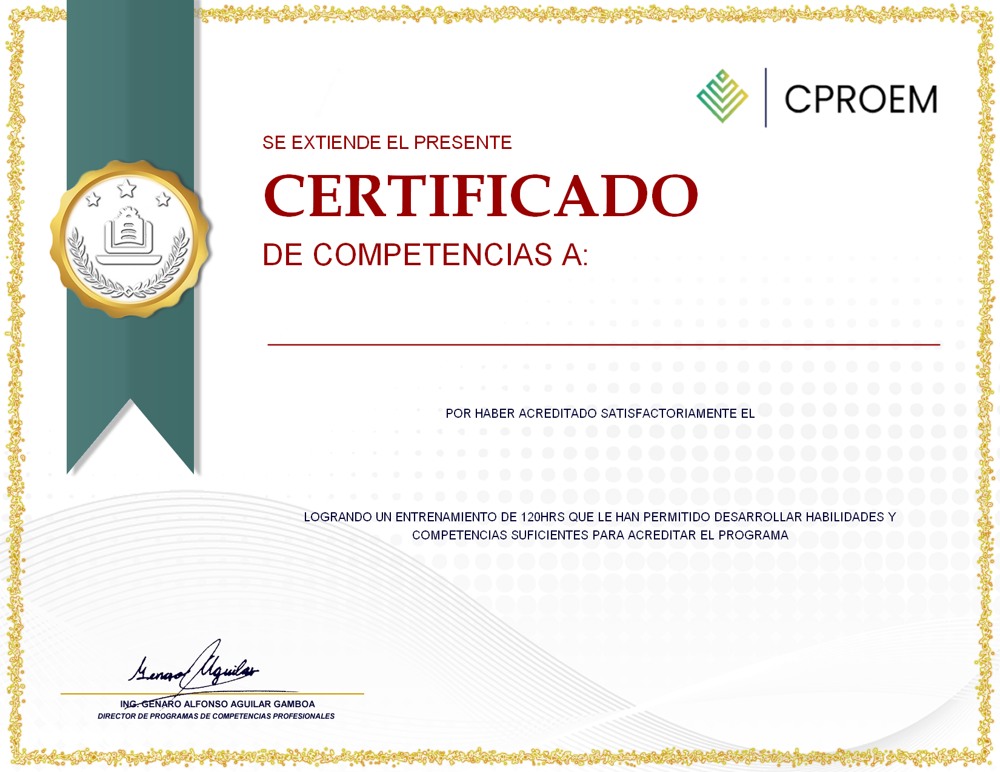 CPROEM
SE EXTIENDE EL PRESENTE
CERTIFICADO
DE COMPETENCIAS A:
POR HABER ACREDITADO SATISFACTORIAMENTE EL
LOGRANDO UN ENTRENAMIENTO DE 120HRS QUE LE HAN PERMITIDO DESARROLLAR HABILIDADES Y
COMPETENCIAS SUFICIENTES PARA ACREDITAR EL PROGRAMA
Genaro Aguilar
ING. GENARO ALFONSO AGUILAR GAMBOA
DIRECTOR DE PROGRAMAS DE COMPETENCIAS PROFESIONALES